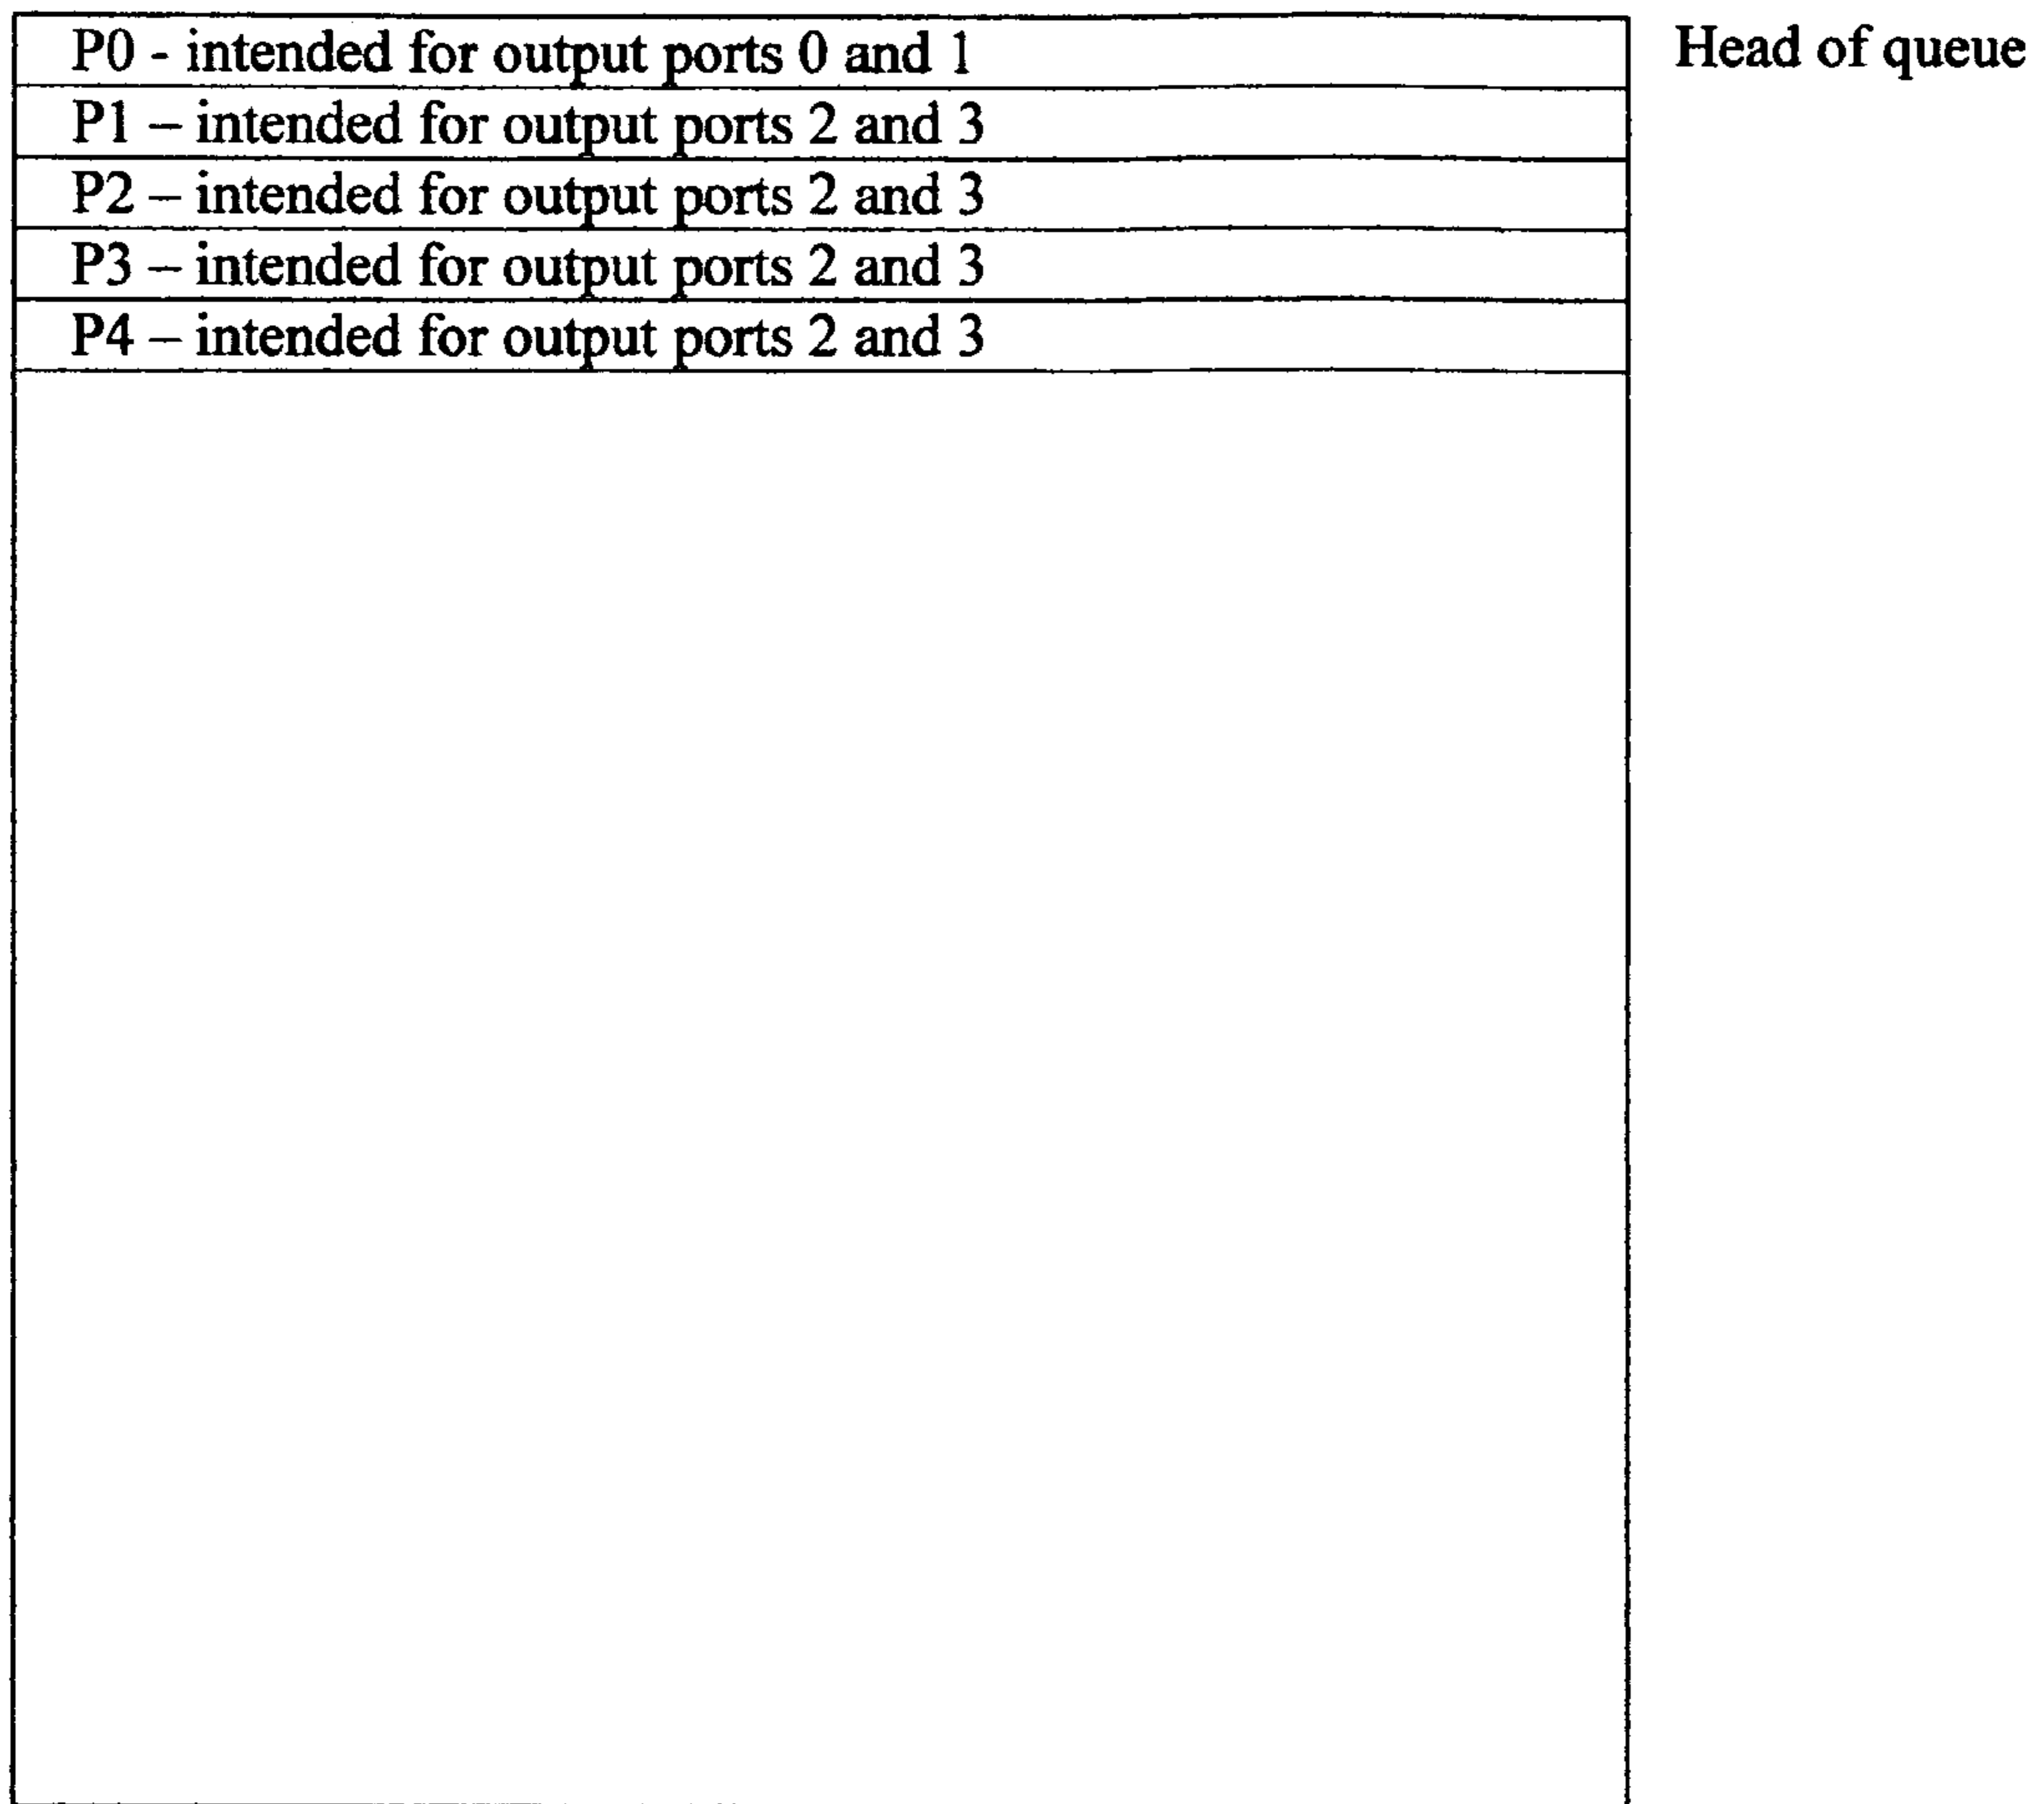 P0 - intended for output ports 0 and 1 Head of queue
P1 – intended for output ports 2 and 3
P2 – intended for output ports 2 and 3
P3 – intended for output ports 2 and 3
P4 – intended for output ports 2 and 3